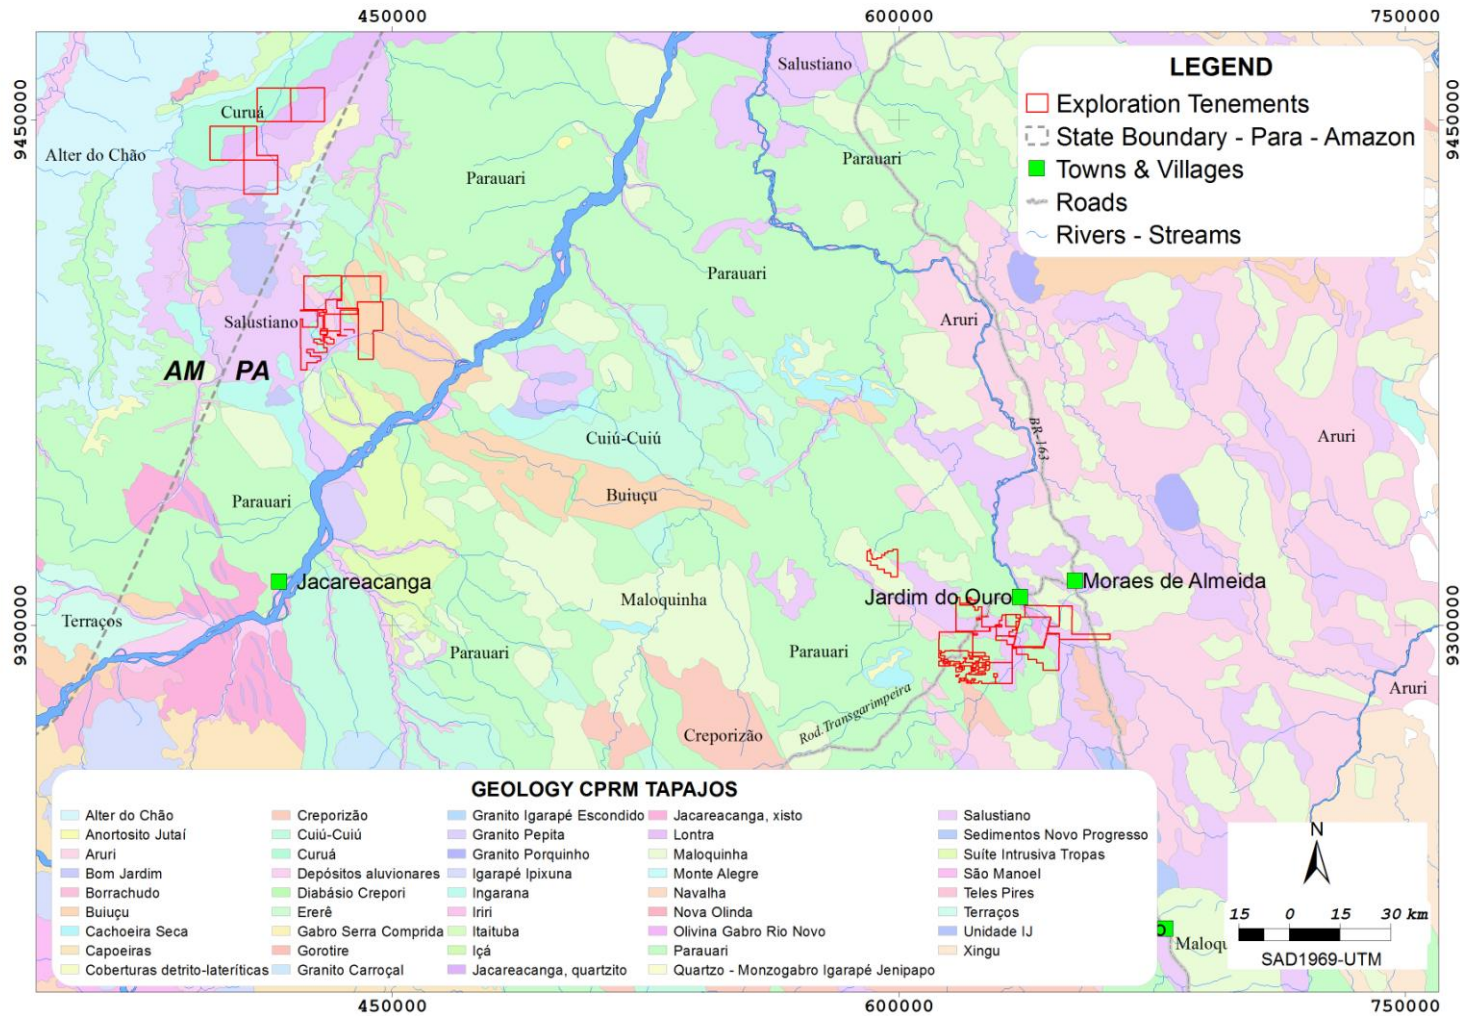 450000
600000
750000
9450000
9450000
LEGEND
Exploration Tenements
State Boundary - Para - Amazon
Towns & Villages
Roads
Rivers - Streams
Salustiano
Curuá
Alter do Chão
Parauari
Parauari
Parauari
Salustiano
Aruri
AM PA
BR-163
Cuiú-Cuiú
Aruri
Buiuçu
Parauari
Jacareacanga
Moraes de Almeida
Jardim do Ouro
Maloquinha
Terraços
9300000
9300000
Parauari
Parauari
Aruri
Rod.Transgarimpeira
Creporizão
GEOLOGY CPRM TAPAJOS
Alter do Chão
Anortosito Jutaí
Aruri
Bom Jardim
Borrachudo
Buiuçu
Cachoeira Seca
Capoeiras
Coberturas detrito-lateríticas
Creporizão
Cuiú-Cuiú
Curuá
Depósitos aluvionares
Diabásio Crepori
Ererê
Gabro Serra Comprida
Gorotire
Granito Carroçal
Granito Igarapé Escondido
Granito Pepita
Granito Porquinho
Igarapé Ipixuna
Ingarana
Iriri
Itaituba
Içá
Jacareacanga, quartzito
Jacareacanga, xisto
Lontra
Maloquinha
Monte Alegre
Navalha
Nova Olinda
Olivina Gabro Rio Novo
Parauari
Quartzo - Monzogabro Igarapé Jenipapo
Salustiano
Sedimentos Novo Progresso
Suíte Intrusiva Tropas
São Manoel
Teles Pires
Terraços
Unidade IJ
Xingu
N
15 0 15 30 km
SAD1969-UTM
Maloqu
450000
600000
750000